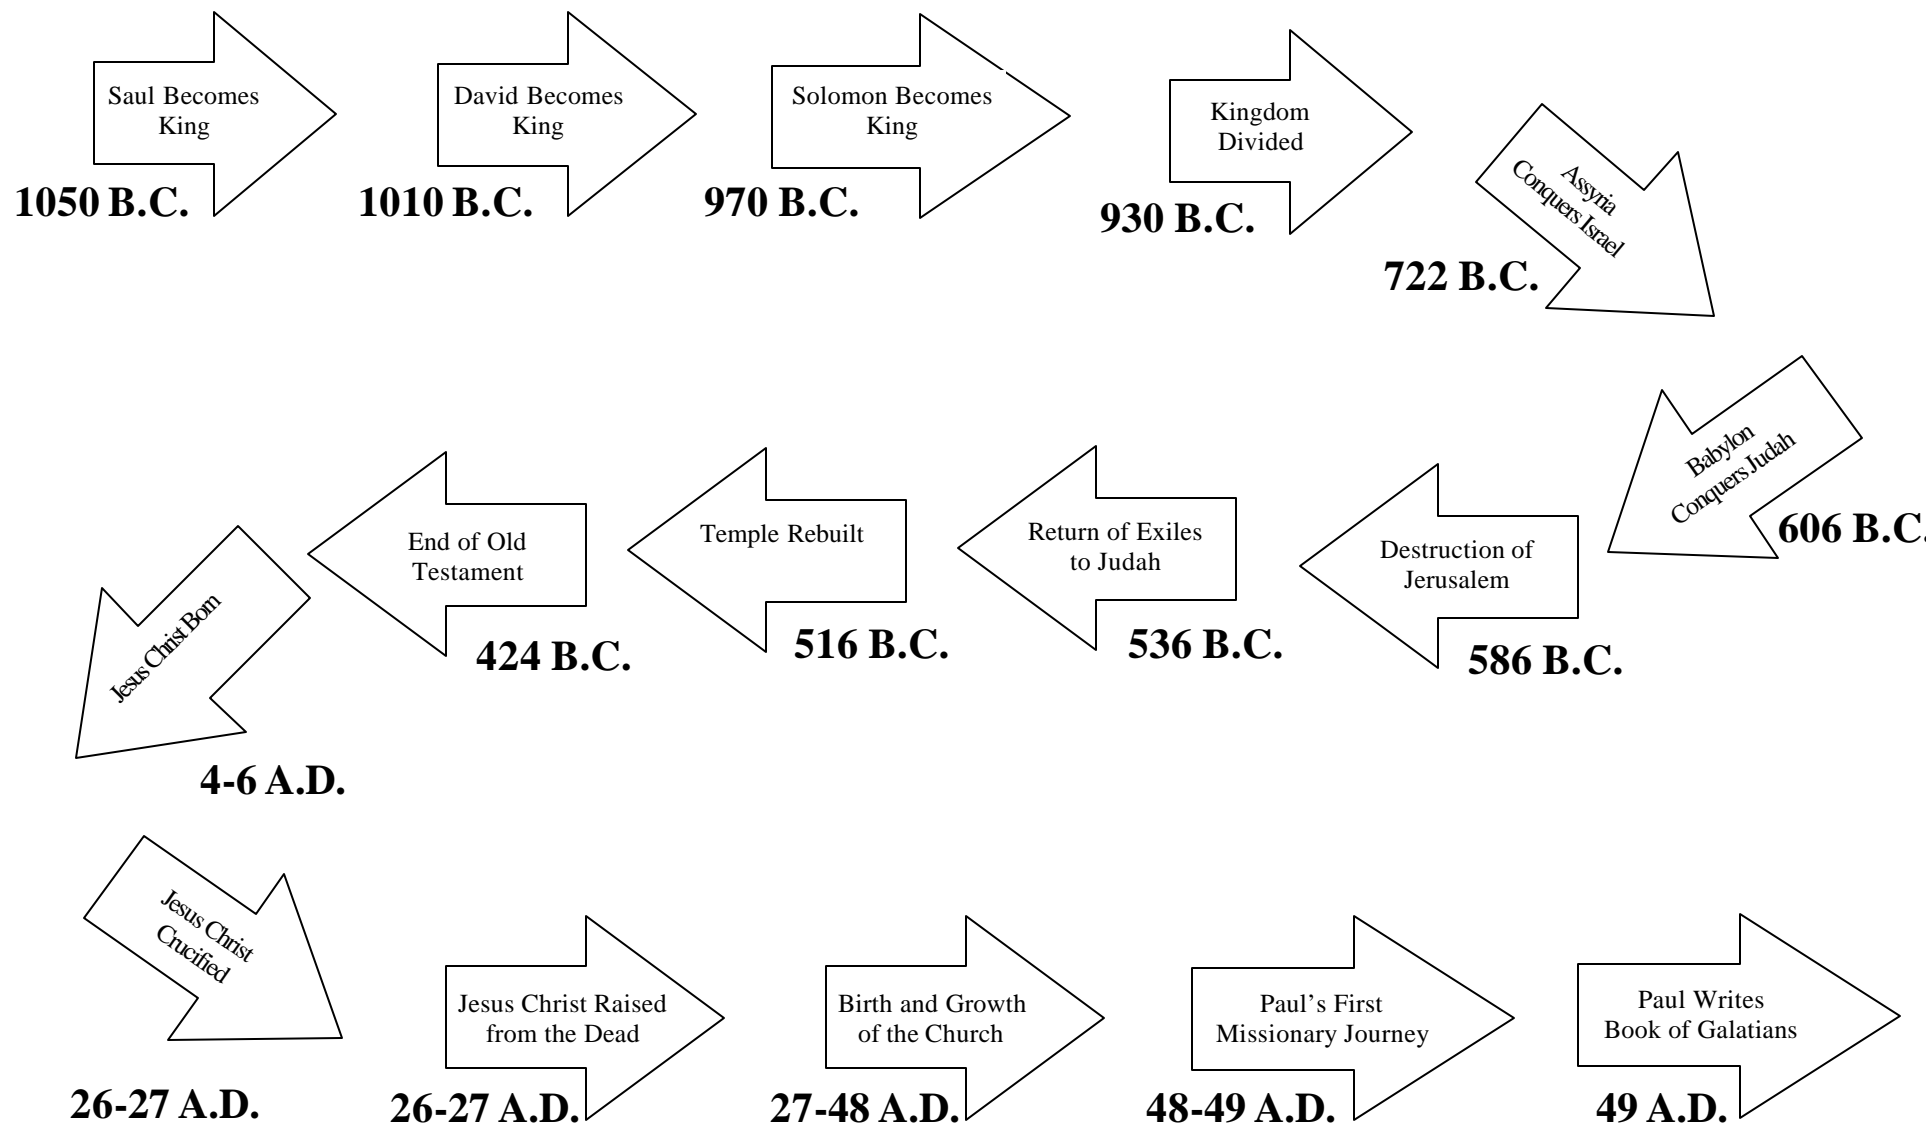 Saul Becomes
King
1050 B.C.
David Becomes
King
1010 B.C.
Solomon Becomes
King
970 B.C.
Kingdom
Divided
930 B.C.
Assyria
Conquers Israel
722 B.C.
Babylon
Conquers Judah
606 B.C.
Destruction of
Jerusalem
586 B.C.
Return of Exiles
to Judah
536 B.C.
Temple Rebuilt
516 B.C.
End of Old
Testament
424 B.C.
Jesus Christ Born
4-6 A.D.
Jesus Christ
Crucified
26-27 A.D.
Jesus Christ Raised
from the Dead
26-27 A.D.
Birth and Growth
of the Church
27-48 A.D.
Paul’s First
Missionary Journey
48-49 A.D.
Paul Writes
Book of Galatians
49 A.D.